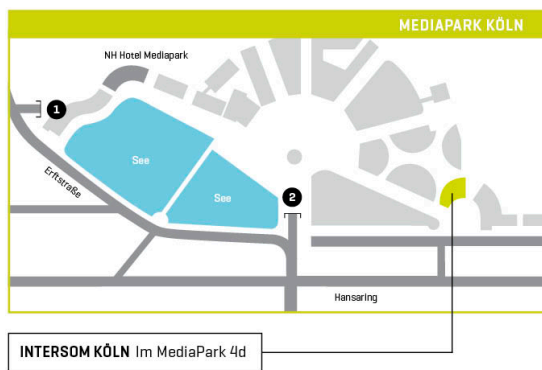 MEDIAPARK KÖLN
NH Hotel Mediapark
1
See
Erftstraße
See
2
Hansaring
INTERSOM KÖLN Im MediaPark 4d